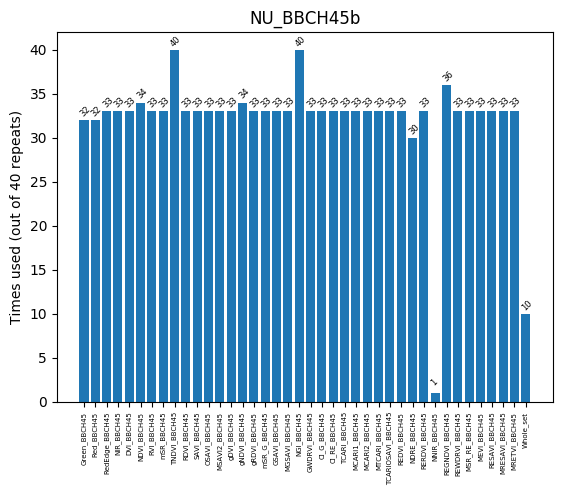 NU_BBCH45b
Times used (out of 40 repeats)
40
35
30
25
20
15
10
5
0
32
32
33
33
33
34
33
33
40
33
33
33
33
33
34
33
33
33
33
40
33
33
33
33
33
33
33
33
33
30
33
1
36
33
33
33
33
33
33
10
Green_BBCH45
Red_BBCH45
RedEdge_BBCH45
NIR_BBCH45
DVI_BBCH45
NDVI_BBCH45
RVI_BBCH45
mSR_BBCH45
TNDVI_BBCH45
RDVI_BBCH45
SAVI_BBCH45
OSAVI_BBCH45
MSAVI2_BBCH45
gDVI_BBCH45
gNDVI_BBCH45
gRDVI_BBCH45
mSR_G_BBCH45
GSAVI_BBCH45
MGSAVI_BBCH45
NGI_BBCH45
GWDRVI_BBCH45
CI_G_BBCH45
CI_RE_BBCH45
TCARI_BBCH45
MCARI1_BBCH45
MCARI2_BBCH45
MTCARI_BBCH45
TCARIOSAVI_BBCH45
REDVI_BBCH45
NDRE_BBCH45
RERDVI_BBCH45
NNIR_BBCH45
REGNDVI_BBCH45
REWDRVI_BBCH45
MSR_RE_BBCH45
MEVI_BBCH45
RESAVI_BBCH45
MRESAVI_BBCH45
MRETVI_BBCH45
Whole_set